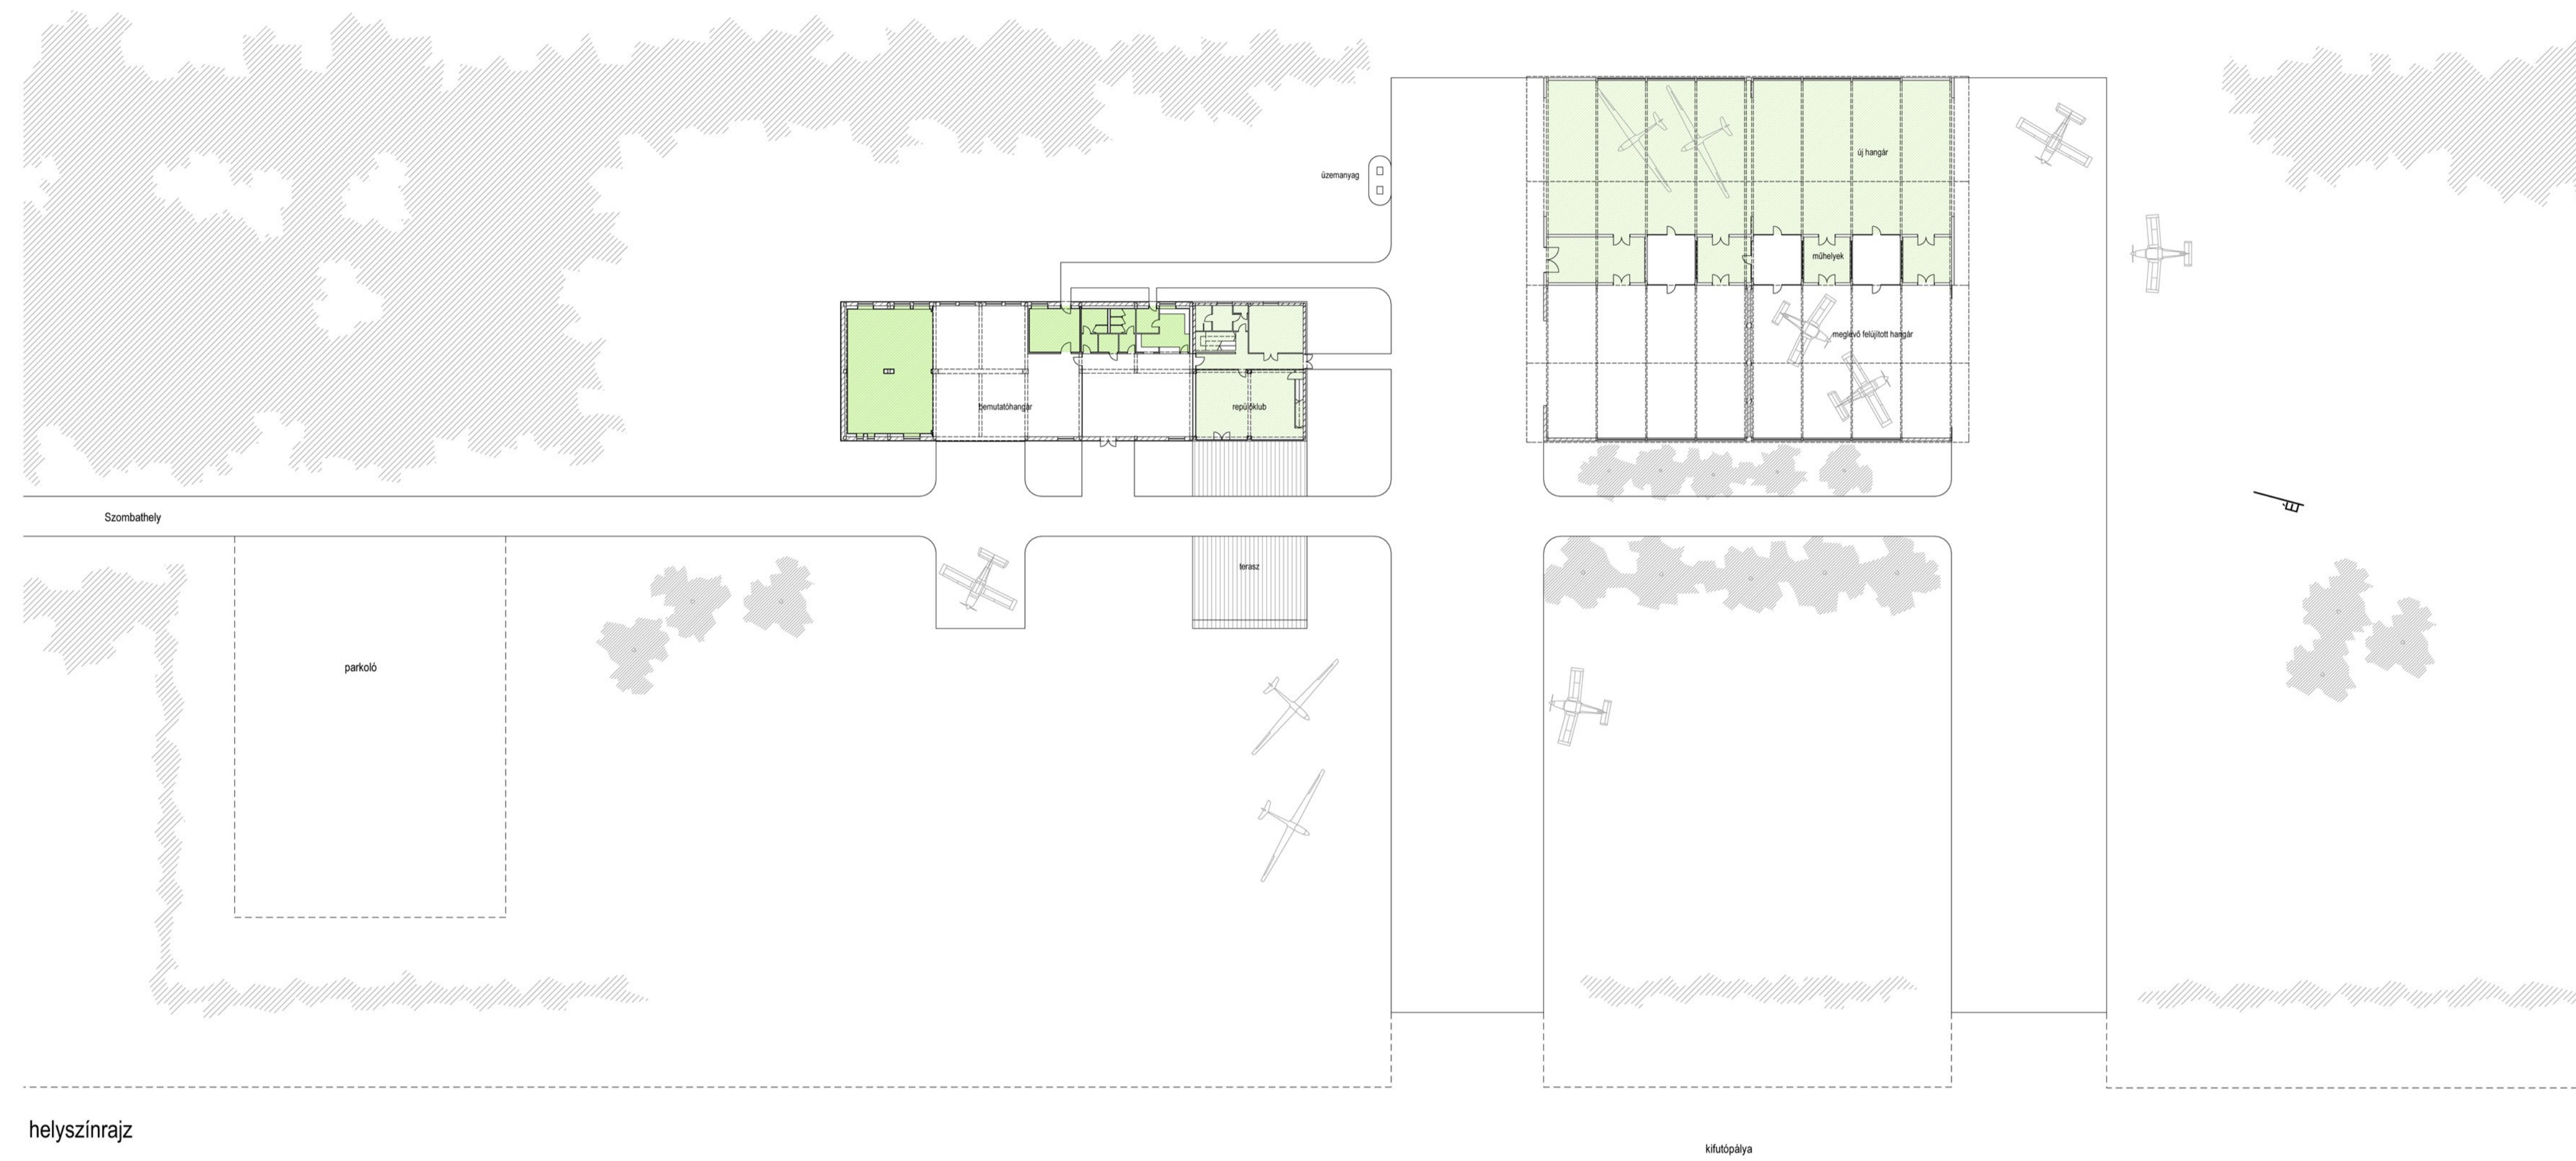 új hangár
üzemanyag
műhelyek
meglévő felújított hangár
bemutatóhangár
repülőklub
Szombathely
terasz
parkoló
helyszínrajz
kifutópálya